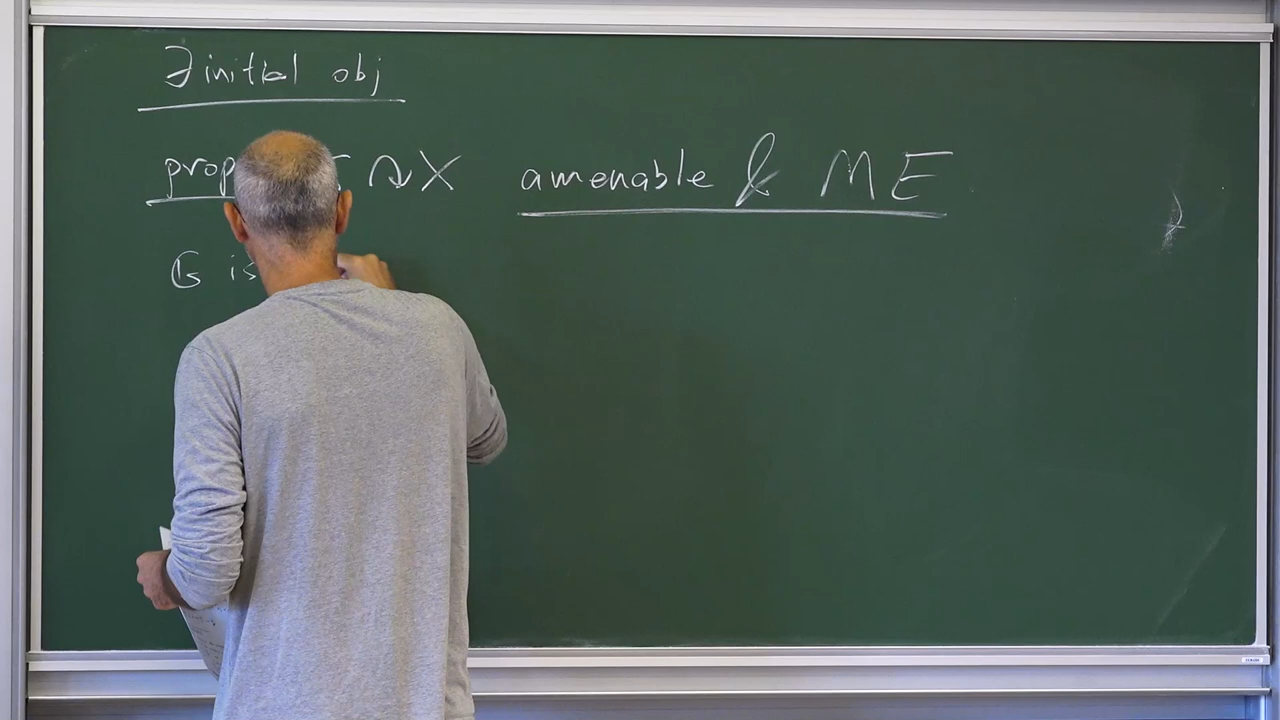 ∃ initial obj
prop ↷ X amenable & ME
G is